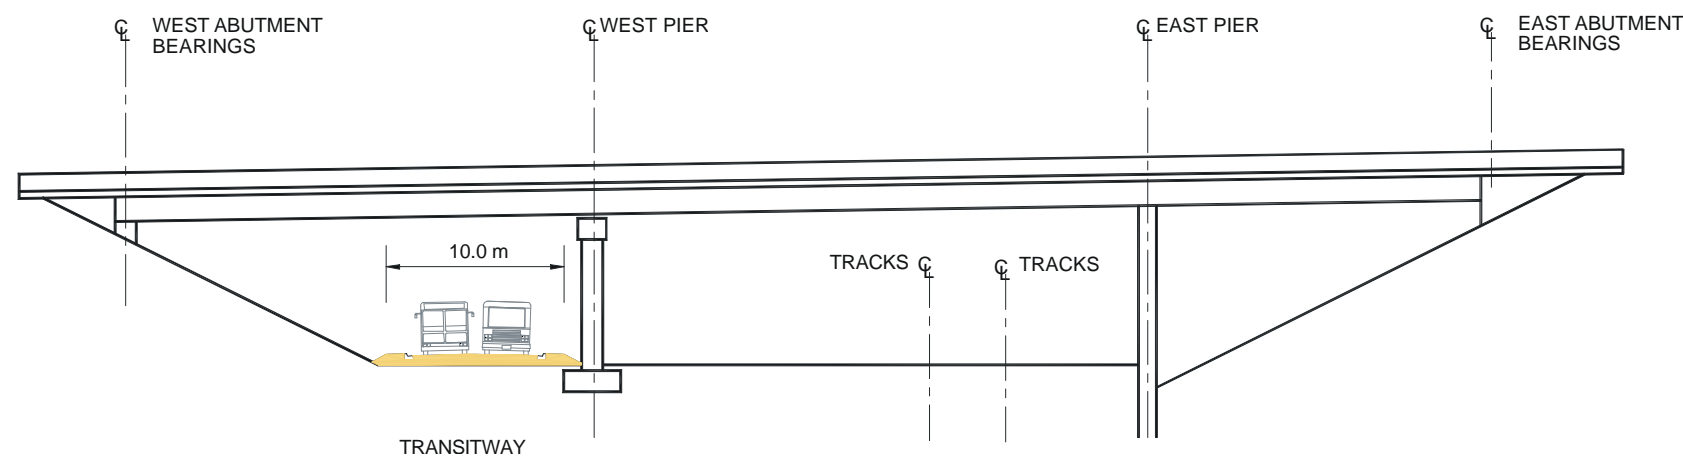 ℄ WEST ABUTMENT
BEARINGS
℄ WEST PIER
℄ EAST PIER
℄ EAST ABUTMENT
BEARINGS
10.0 m
TRACKS ℄
℄ TRACKS
TRANSITWAY